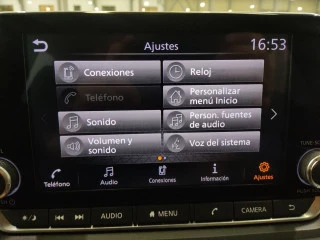 Ajustes
16:53
Conexiones
Reloj
Teléfono
Personalizar
menú Inicio
Sonido
Person. fuentes
de audio
Volumen y
sonido
Voz del sistema
Teléfono
Audio
Conexiones
Información
Ajustes
AUDIO
MENU
CAMERA
BACK